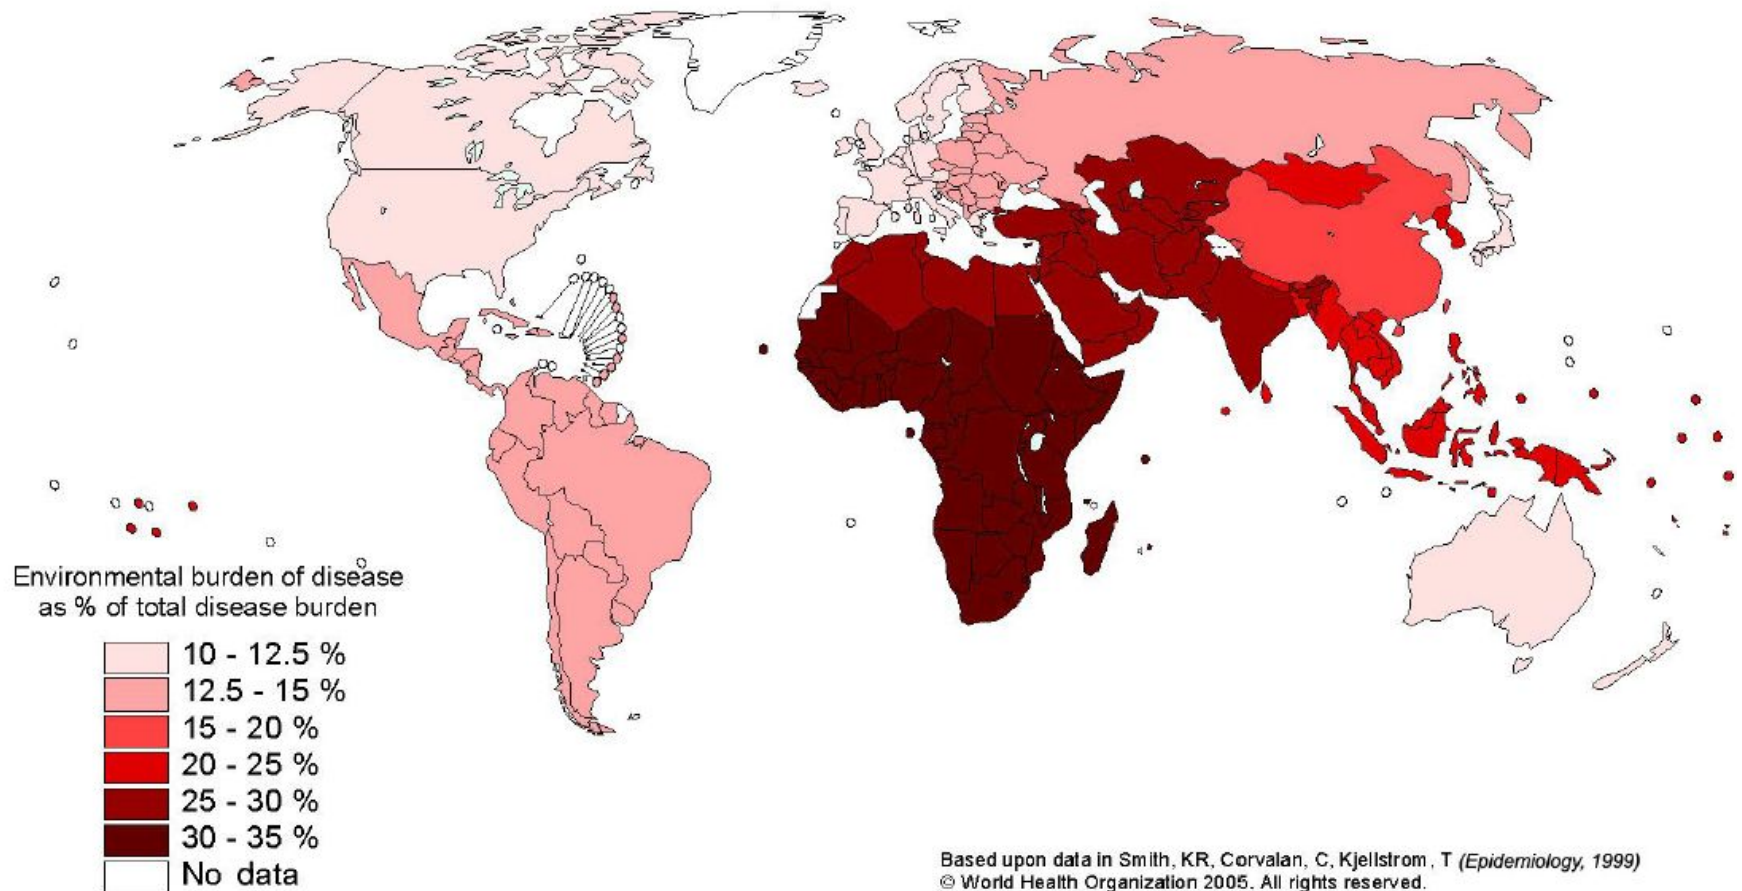 Environmental burden of disease
as % of total disease burden
10 - 12.5 %
12.5 - 15 %
15 - 20 %
20 - 25 %
25 - 30 %
30 - 35 %
No data
Based upon data in Smith, KR, Corvalan, C, Kjellstrom, T (Epidemiology, 1999)
© World Health Organization 2005. All rights reserved.